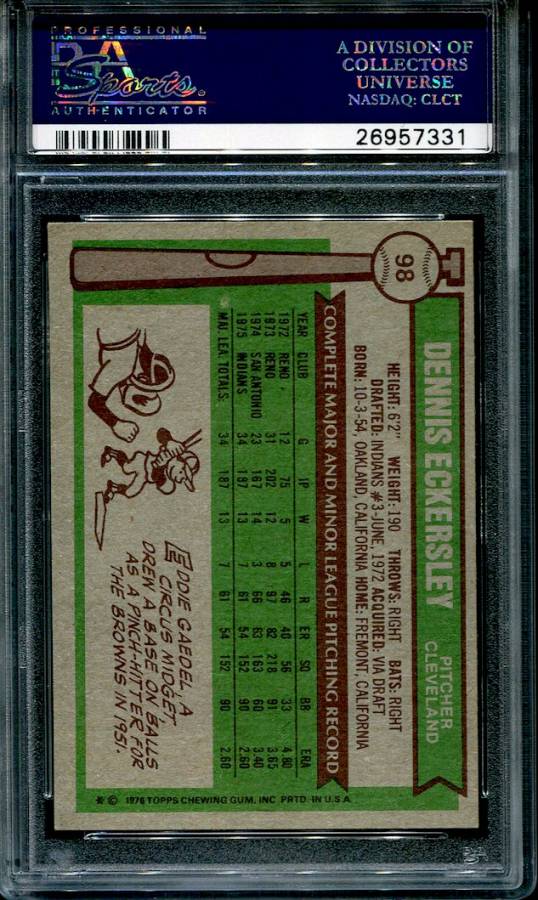 PROFESSIONAL
PSA
Sports.
AUTHENTICATOR
A DIVISION OF
COLLECTORS
UNIVERSE
NASDAQ: CLCT
26957331
98
DENNIS ECKERSLEY
PITCHER
CLEVELAND
HEIGHT: 6'2" WEIGHT: 190 THROWS: RIGHT BATS: RIGHT
DRAFTED: INDIANS #3-JUNE, 1972 ACQUIRED: VIA DRAFT
BORN: 10-3-54, OAKLAND, CALIFORNIA HOME: FREMONT, CALIFORNIA
COMPLETE MAJOR AND MINOR LEAGUE PITCHING RECORD
YEAR CLUB G IP W L R ER SO BB ERA
1972 RENO 12 75 5 5 46 40 56 33 4.80
1973 RENO 31 202 12 8 97 82 218 91 3.65
1974 SAN ANTONIO 23 167 14 3 66 63 163 60 3.40
1975 INDIANS 34 187 13 7 61 54 152 90 2.60
MAJ. LEA. TOTALS: 34 187 13 7 61 54 152 90 2.60
EDDIE GAEDEL, A
CIRCUS MIDGET,
DREW A BASE ON BALLS
AS A PINCH-HITTER FOR
THE BROWNS IN 1951.
* © 1976 TOPPS CHEWING GUM, INC. PRTD. IN U.S.A.